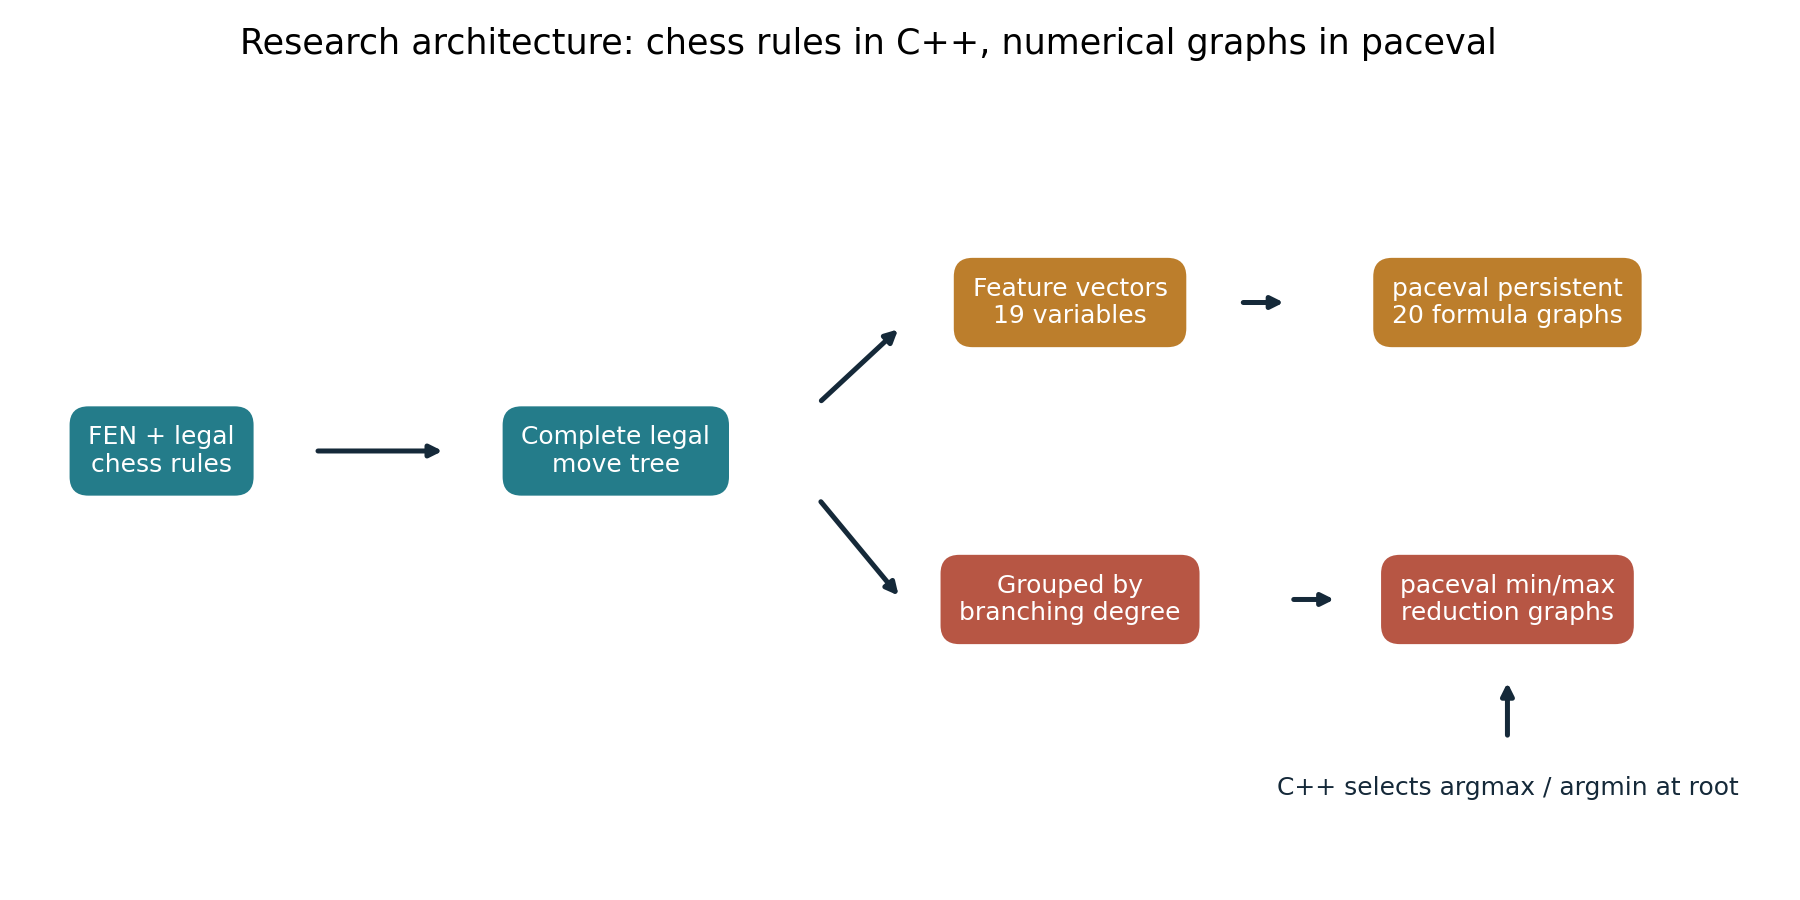 Research architecture: chess rules in C++, numerical graphs in paceval
FEN + legal
chess rules
Complete legal
move tree
Feature vectors
19 variables
paceval persistent
20 formula graphs
Grouped by
branching degree
paceval min/max
reduction graphs
C++ selects argmax / argmin at root